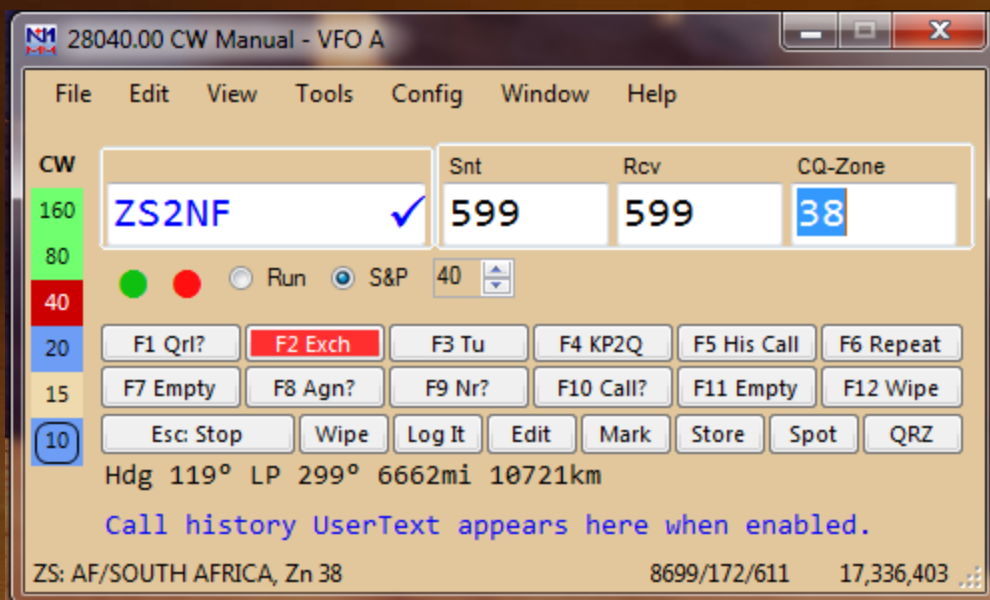 28040.00 CW Manual - VFO A
File Edit View Tools Config Window Help
CW
Snt Rcv CQ-Zone
160
ZS2NF ✓ 599 599 38
80
Run S&P 40
40
F1 Qrl? F2 Exch F3 Tu F4 KP2Q F5 His Call F6 Repeat
20
F7 Empty F8 Agn? F9 Nr? F10 Call? F11 Empty F12 Wipe
15
Esc: Stop Wipe Log It Edit Mark Store Spot QRZ
10
Hdg 119° LP 299° 6662mi 10721km
Call history UserText appears here when enabled.
ZS: AF/SOUTH AFRICA, Zn 38 8699/172/611 17,336,403